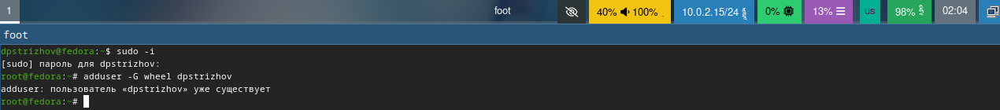 1 foot 40% 100% 10.0.2.15/24 0% 13% us 98% 02:04
foot
dpstrizhov@fedora:~$ sudo -i
[sudo] пароль для dpstrizhov:
root@fedora:~# adduser -G wheel dpstrizhov
adduser: пользователь «dpstrizhov» уже существует
root@fedora:~#